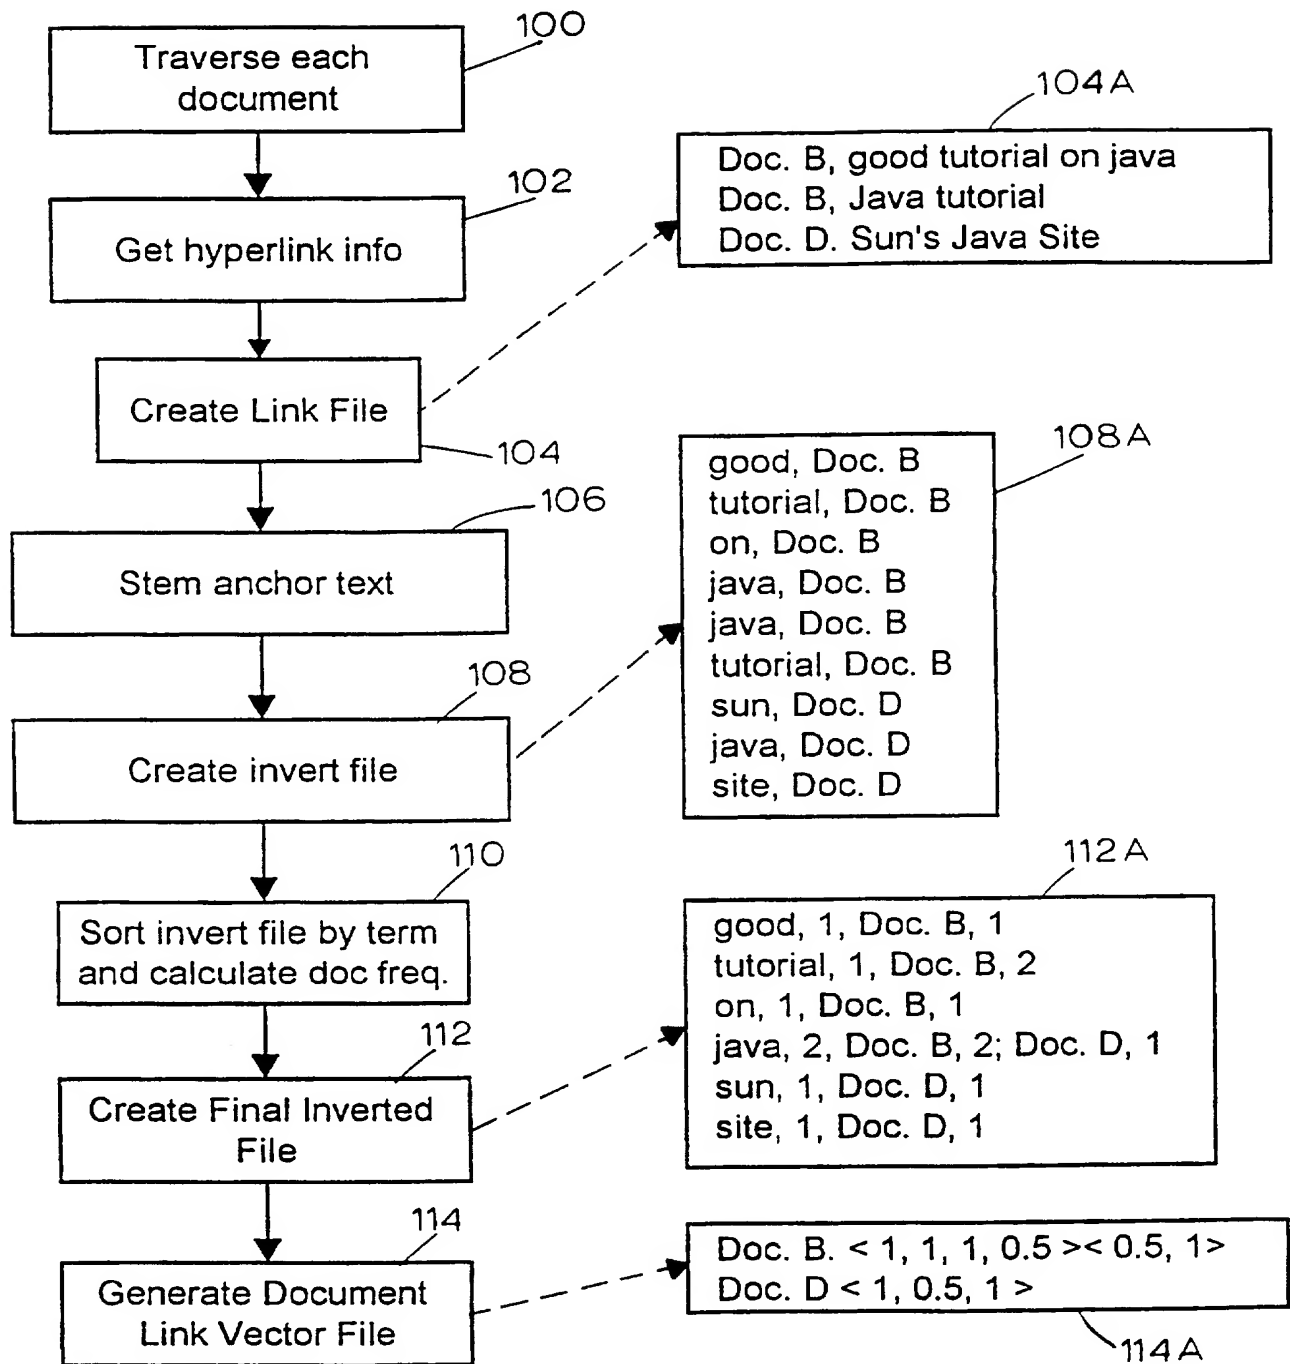 100
Traverse each
document
102
Get hyperlink info
Create Link File
104
104A
Doc. B, good tutorial on java
Doc. B, Java tutorial
Doc. D. Sun's Java Site
106
Stem anchor text
108
Create invert file
108A
good, Doc. B
tutorial, Doc. B
on, Doc. B
java, Doc. B
java, Doc. B
tutorial, Doc. B
sun, Doc. D
java, Doc. D
site, Doc. D
110
Sort invert file by term
and calculate doc freq.
112
Create Final Inverted
File
112A
good, 1, Doc. B, 1
tutorial, 1, Doc. B, 2
on, 1, Doc. B, 1
java, 2, Doc. B, 2; Doc. D, 1
sun, 1, Doc. D, 1
site, 1, Doc. D, 1
114
Generate Document
Link Vector File
Doc. B. < 1, 1, 1, 0.5 >< 0.5, 1>
Doc. D < 1, 0.5, 1 >
114A